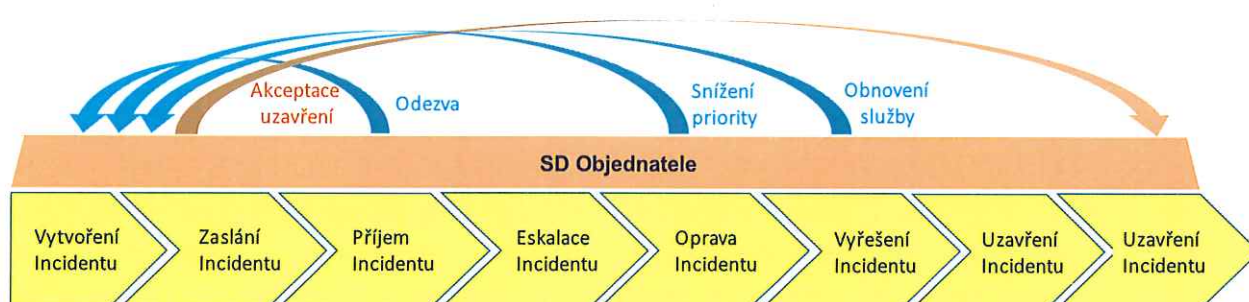 Akceptace
uzavření
Odezva
Snížení
priority
Obnovení
služby
SD Objednatele
Vytvoření
Incidentu
Zaslání
Incidentu
Příjem
Incidentu
Eskalace
Incidentu
Oprava
Incidentu
Vyřešení
Incidentu
Uzavření
Incidentu
Uzavření
Incidentu